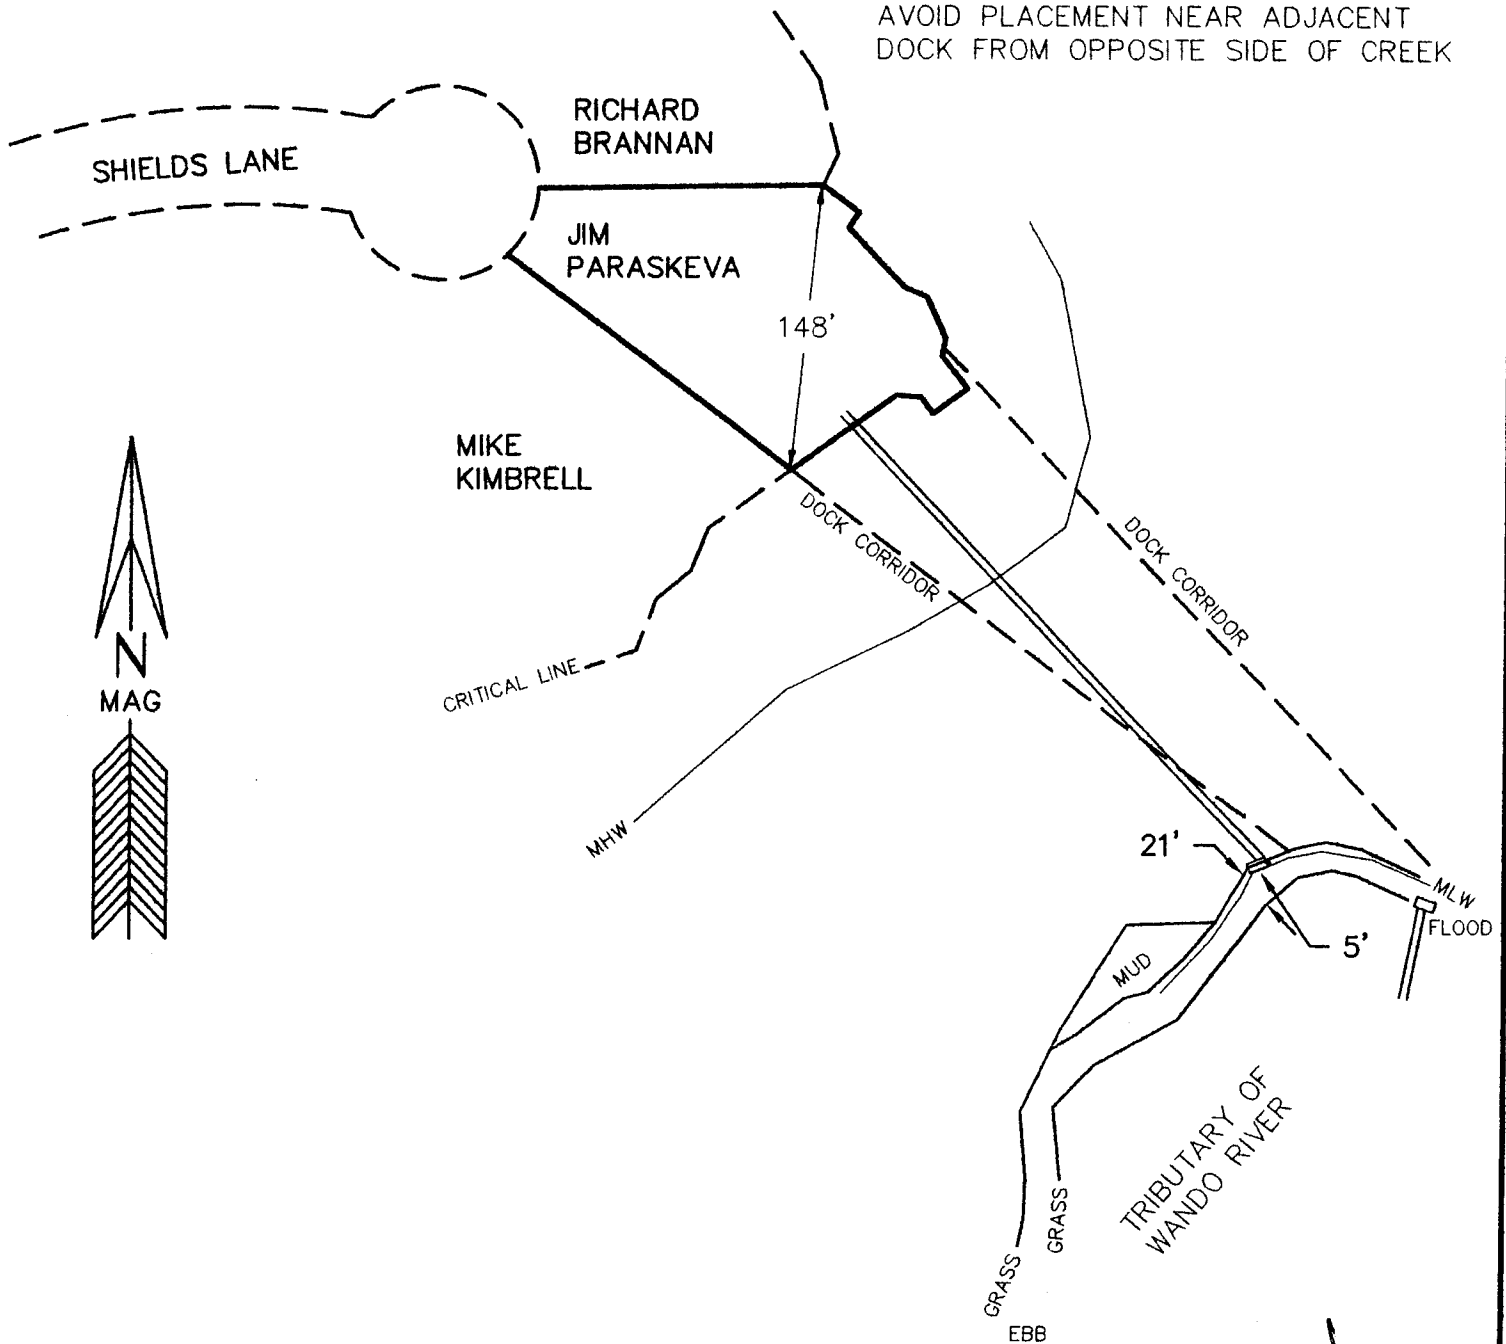 AVOID PLACEMENT NEAR ADJACENT
DOCK FROM OPPOSITE SIDE OF CREEK
RICHARD
BRANNAN
SHIELDS LANE
JIM
PARASKEVA
148'
MIKE
KIMBRELL
DOCK CORRIDOR
DOCK CORRIDOR
N
MAG
CRITICAL LINE
MHW
21'
MLW
FLOOD
5'
MUD
TRIBUTARY OF
WANDO RIVER
GRASS
GRASS
EBB